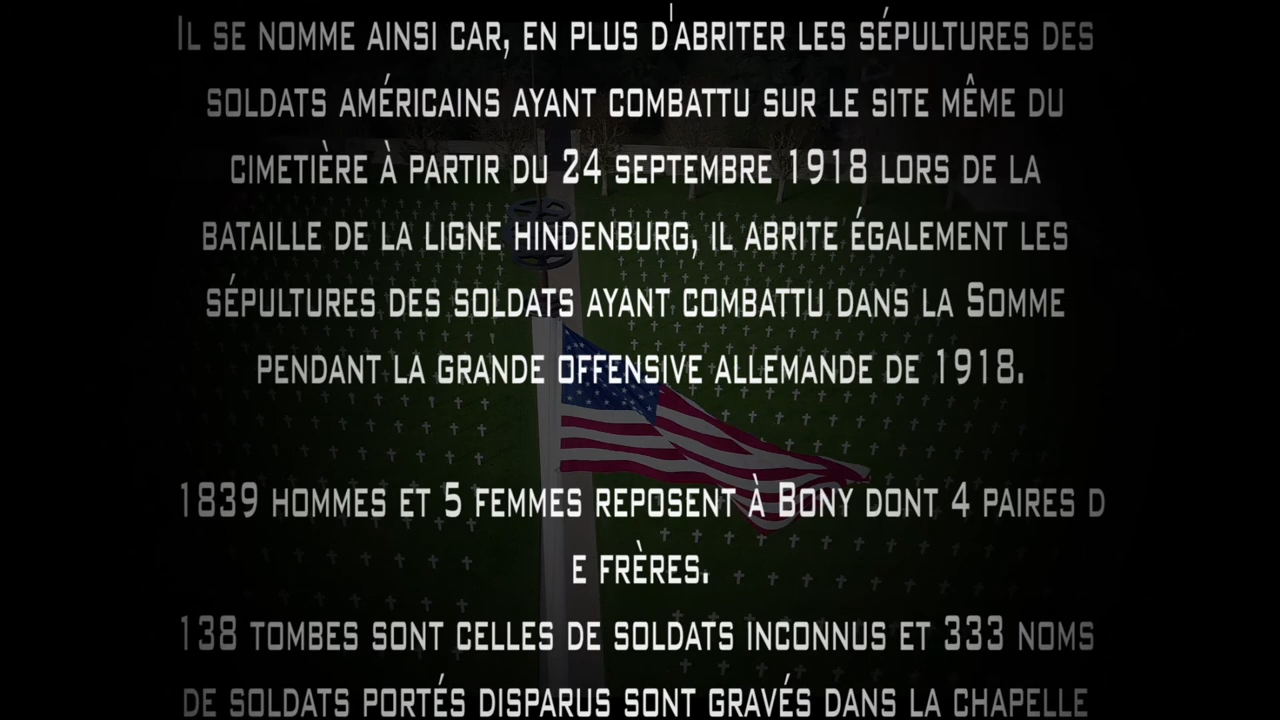 Il se nomme ainsi car, en plus d'abriter les sépultures des
soldats américains ayant combattu sur le site même du
cimetière à partir du 24 septembre 1918 lors de la
bataille de la ligne hindenburg, il abrite également les
sépultures des soldats ayant combattu dans la Somme
pendant la grande offensive allemande de 1918.
1839 hommes et 5 femmes reposent à Bony dont 4 paires d
e frères.
138 tombes sont celles de soldats inconnus et 333 noms
de soldats portés disparus sont gravés dans la chapelle